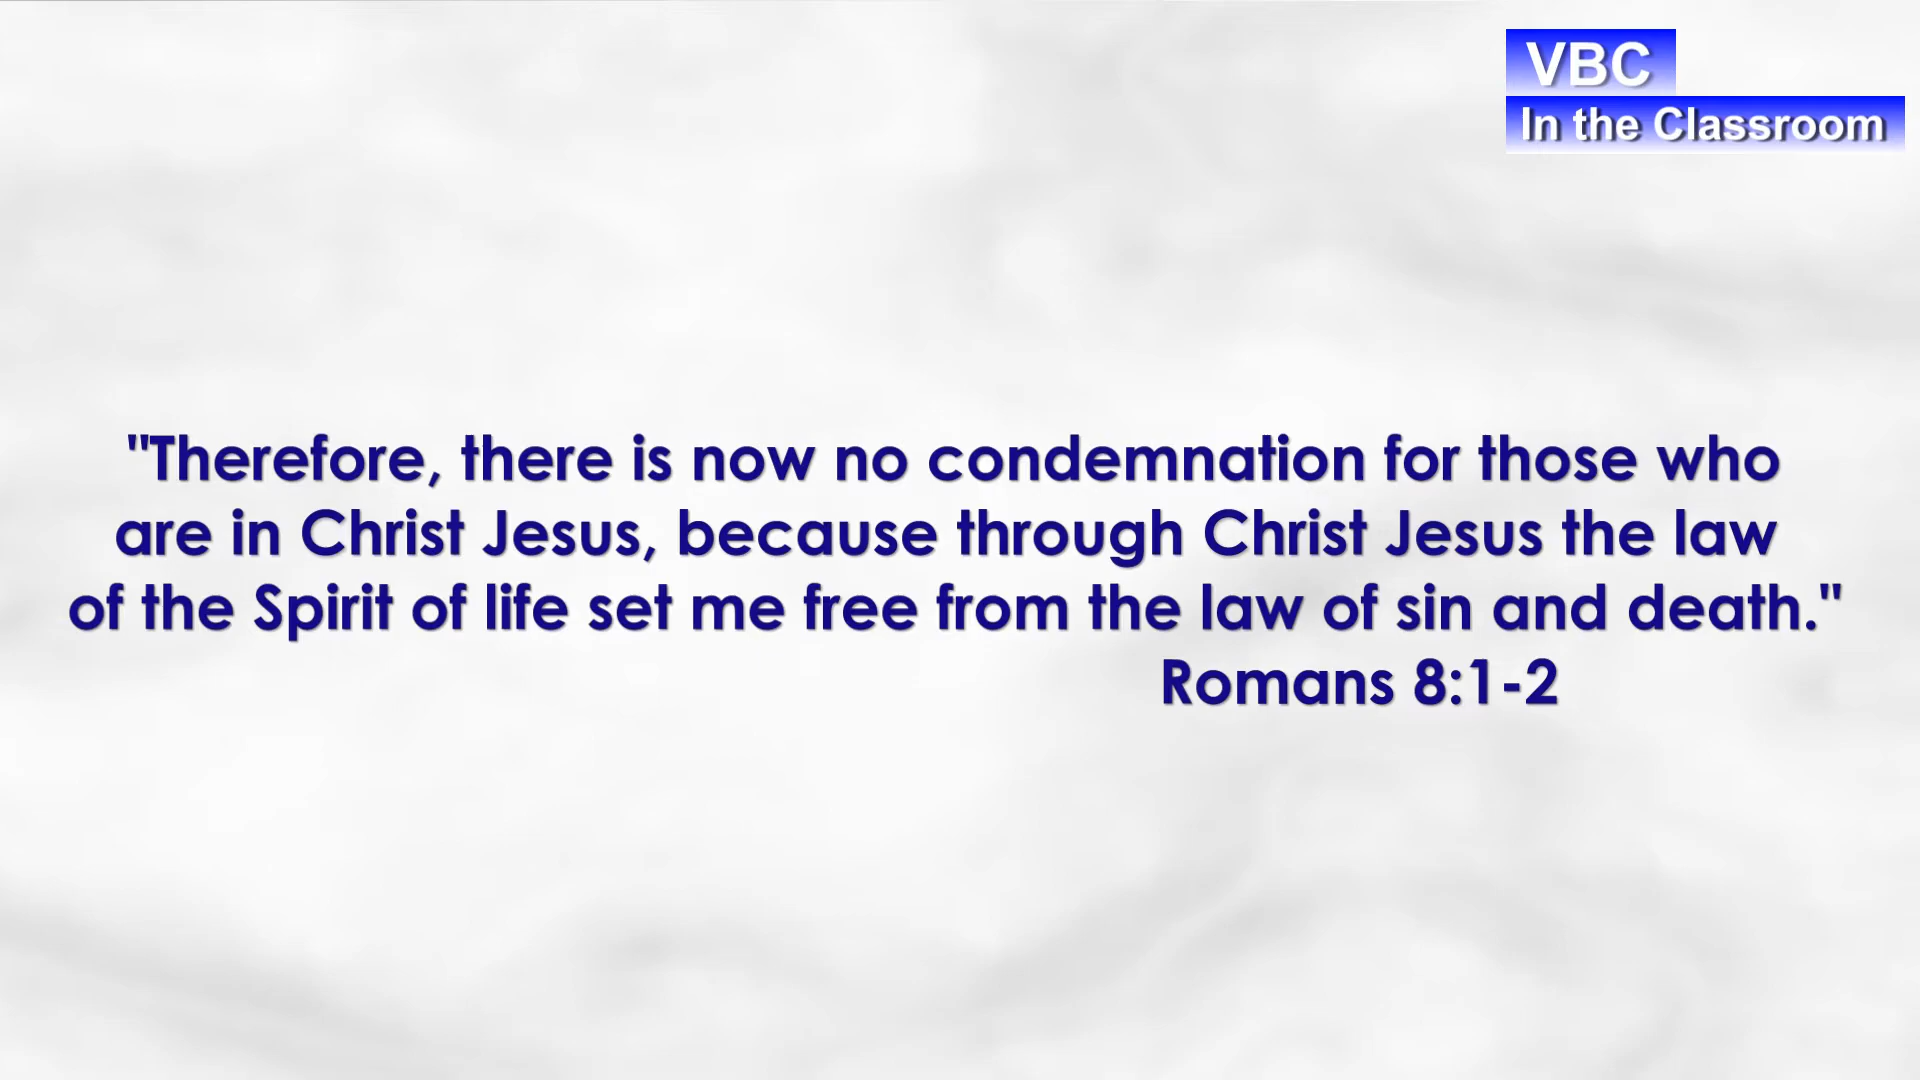 VBC
In the Classroom
"Therefore, there is now no condemnation for those who
are in Christ Jesus, because through Christ Jesus the law
of the Spirit of life set me free from the law of sin and death."
Romans 8:1-2